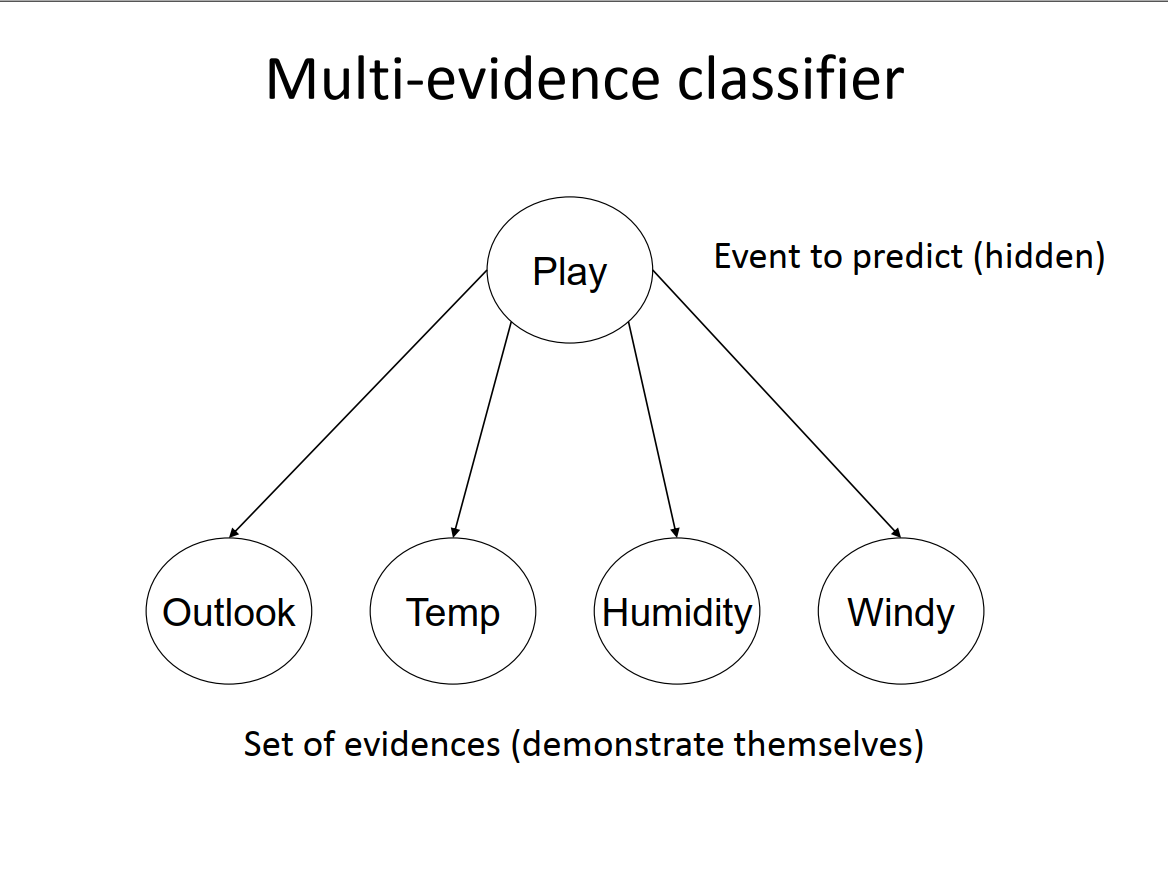 Multi-evidence classifier
Play
Event to predict (hidden)
Outlook
Temp
Humidity
Windy
Set of evidences (demonstrate themselves)